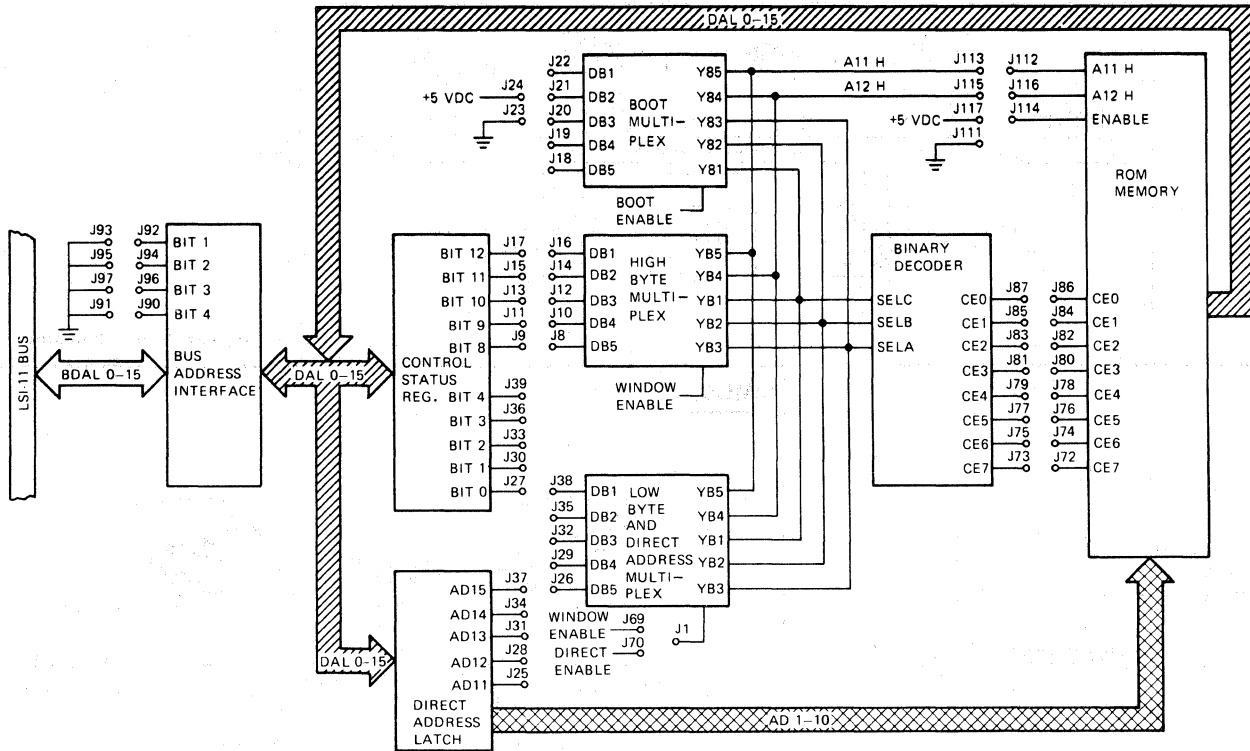 DAL 0-15
J22
DB1
Y85
A11 H
J113
J112
A11 H
J24
J21
+5 VDC
DB2
Y84
A12 H
J115
J116
A12 H
J23
J20
DB3
BOOT
MULTI-
PLEX
Y83
+5 VDC
J117
J114
ENABLE
J19
DB4
Y82
J111
J18
DB5
Y81
ROM
MEMORY
BOOT
ENABLE
LSI-11 BUS
J93
J92
BIT 1
J95
J94
BIT 2
J97
J96
BIT 3
J91
J90
BIT 4
BUS
ADDRESS
INTERFACE
BDAL 0-15
DAL 0-15
BIT 12
J17
BIT 11
J15
BIT 10
J13
BIT 9
J11
BIT 8
J9
CONTROL
STATUS
REG.
BIT 4
J39
BIT 3
J36
BIT 2
J33
BIT 1
J30
BIT 0
J27
J16
DB1
YB5
J14
DB2
YB4
J12
DB3
YB1
J10
DB4
YB2
J8
DB5
YB3
HIGH
BYTE
MULTI-
PLEX
WINDOW
ENABLE
BINARY
DECODER
SELC
SELB
SELA
CE0
J87
J86
CE0
CE1
J85
J84
CE1
CE2
J83
J82
CE2
CE3
J81
J80
CE3
CE4
J79
J78
CE4
CE5
J77
J76
CE5
CE6
J75
J74
CE6
CE7
J73
J72
CE7
J38
DB1
YB5
J35
DB2
YB4
J32
DB3
YB1
J29
DB4
YB2
J26
DB5
YB3
LOW
BYTE
AND
DIRECT
ADDRESS
MULTI-
PLEX
WINDOW
ENABLE
J69
J70
DIRECT
ENABLE
J1
DAL 0-15
AD15
J37
AD14
J34
AD13
J31
AD12
J28
AD11
J25
DIRECT
ADDRESS
LATCH
AD 1-10